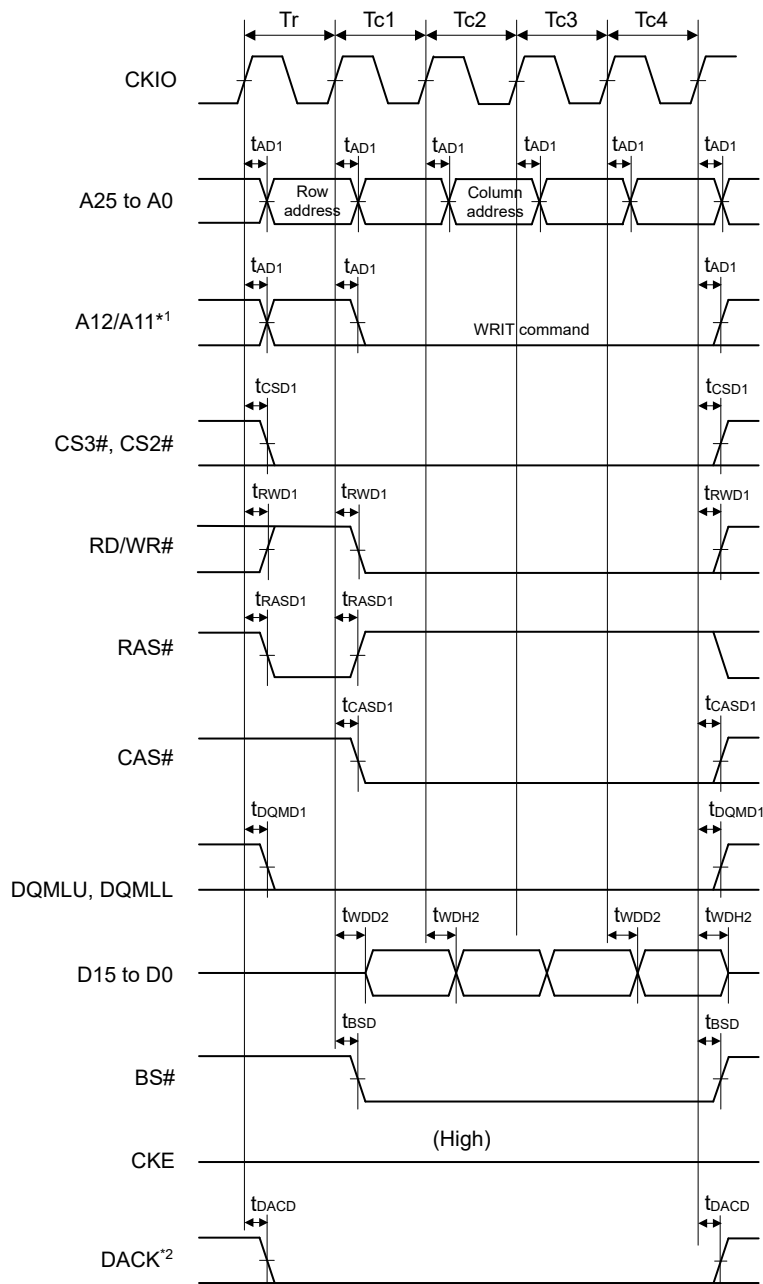 Tr Tc1 Tc2 Tc3 Tc4
CKIO
tAD1 tAD1 tAD1 tAD1 tAD1 tAD1
A25 to A0
Row address
Column address
tAD1 tAD1 tAD1
A12/A11*1
WRIT command
tCSD1 tCSD1
CS3#, CS2#
tRWD1 tRWD1 tRWD1
RD/WR#
tRASD1 tRASD1
RAS#
tCASD1 tCASD1
CAS#
tDQMD1 tDQMD1
DQMLU, DQMLL
tWDD2 tWDH2 tWDD2 tWDH2
D15 to D0
tBSD tBSD
BS#
(High)
CKE
tDACD tDACD
DACK*2